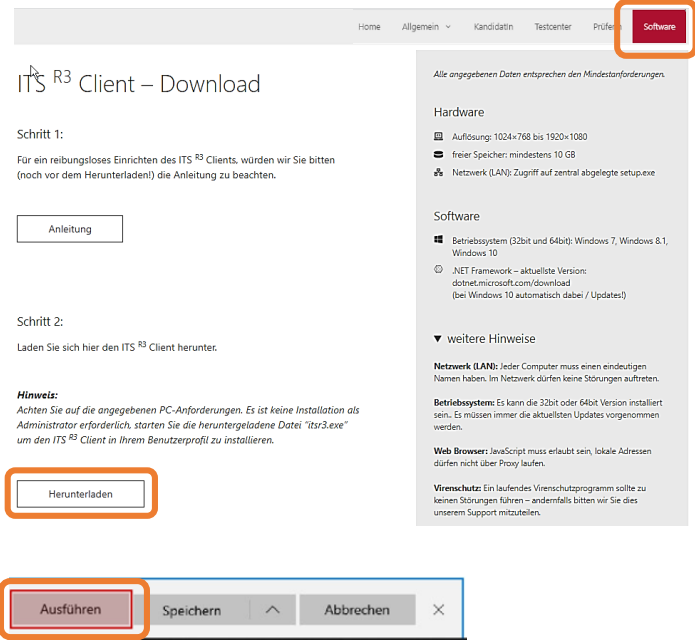 Home Allgemein Kandidatin Testcenter Prüferin Software
ITS R3 Client – Download
Schritt 1:
Für ein reibungsloses Einrichten des ITS R3 Clients, würden wir Sie bitten
(noch vor dem Herunterladen!) die Anleitung zu beachten.
Anleitung
Schritt 2:
Laden Sie sich hier den ITS R3 Client herunter.
Hinweis:
Achten Sie auf die angegebenen PC-Anforderungen. Es ist keine Installation als
Administrator erforderlich, starten Sie die heruntergeladene Datei "itsr3.exe"
um den ITS R3 Client in Ihrem Benutzerprofil zu installieren.
Herunterladen
Alle angegebenen Daten entsprechen den Mindestanforderungen.
Hardware
Auflösung: 1024×768 bis 1920×1080
freier Speicher: mindestens 10 GB
Netzwerk (LAN): Zugriff auf zentral abgelegte setup.exe
Software
Betriebssystem (32bit und 64bit): Windows 7, Windows 8.1,
Windows 10
.NET Framework – aktuellste Version:
dotnet.microsoft.com/download
(bei Windows 10 automatisch dabei / Updates!)
▼ weitere Hinweise
Netzwerk (LAN): Jeder Computer muss einen eindeutigen
Namen haben. Im Netzwerk dürfen keine Störungen auftreten.
Betriebssystem: Es kann die 32bit oder 64bit Version installiert
sein.. Es müssen immer die aktuellsten Updates vorgenommen
werden.
Web Browser: JavaScript muss erlaubt sein, lokale Adressen
dürfen nicht über Proxy laufen.
Virenschutz: Ein laufendes Virenschutzprogramm sollte zu
keinen Störungen führen – andernfalls bitten wir Sie dies
unserem Support mitzuteilen.
Ausführen Speichern Abbrechen